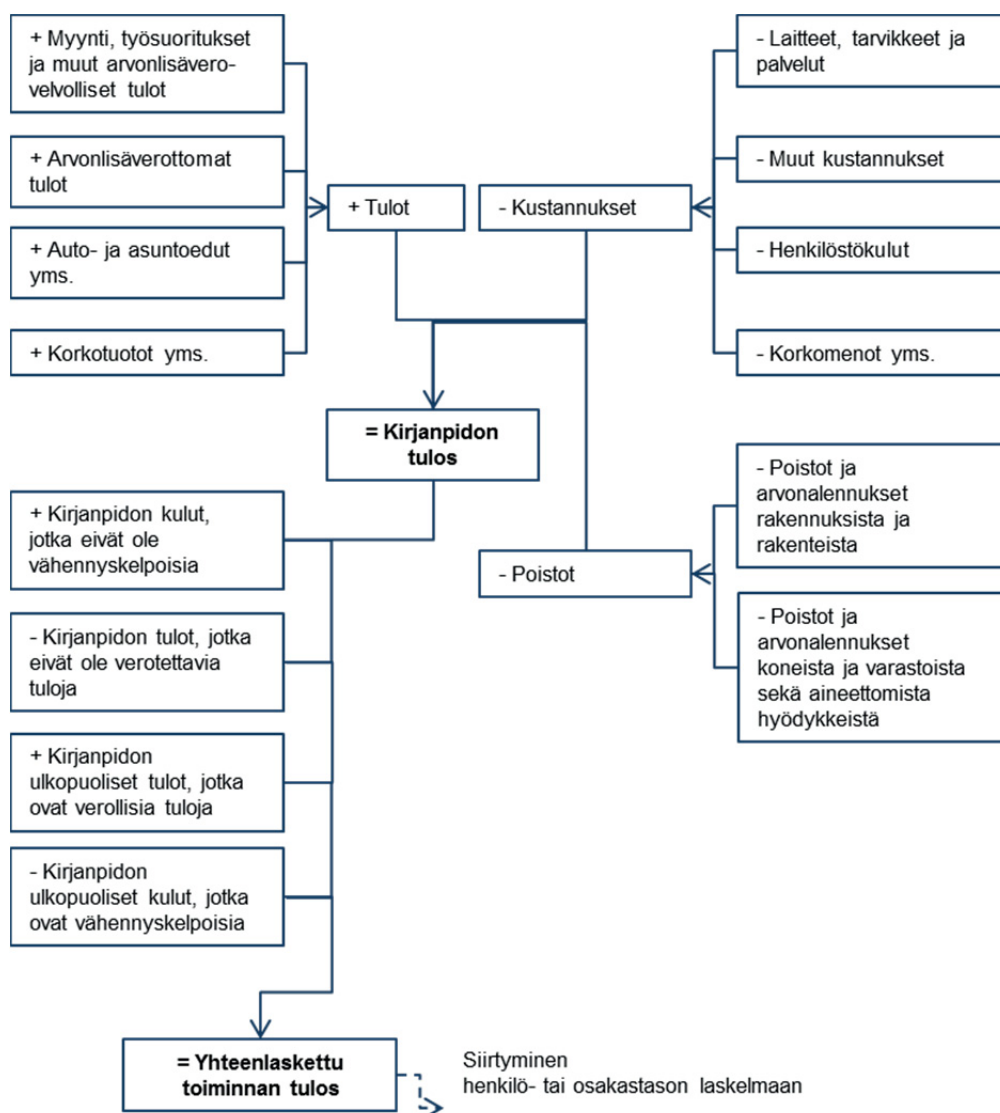 + Myynti, työsuoritukset
ja muut arvonlisävero-
velvolliset tulot
+ Arvonlisäverottomat
tulot
+ Auto- ja asuntoedut
yms.
+ Korkotuotot yms.
+ Tulot
- Kustannukset
- Laitteet, tarvikkeet ja
palvelut
- Muut kustannukset
- Henkilöstökulut
- Korkomenot yms.
= Kirjanpidon
tulos
- Poistot
- Poistot ja
arvonalennukset
rakennuksista ja
rakenteista
- Poistot ja
arvonalennukset
koneista ja varastoista
sekä aineettomista
hyödykkeistä
+ Kirjanpidon kulut,
jotka eivät ole
vähennyskelpoisia
- Kirjanpidon tulot, jotka
eivät ole verotettavia
tuloja
+ Kirjanpidon
ulkopuoliset tulot, jotka
ovat verollisia tuloja
- Kirjanpidon
ulkopuoliset kulut, jotka
ovat vähennyskelpoisia
= Yhteenlaskettu
toiminnan tulos
Siirtyminen
henkilö- tai osakastason laskelmaan